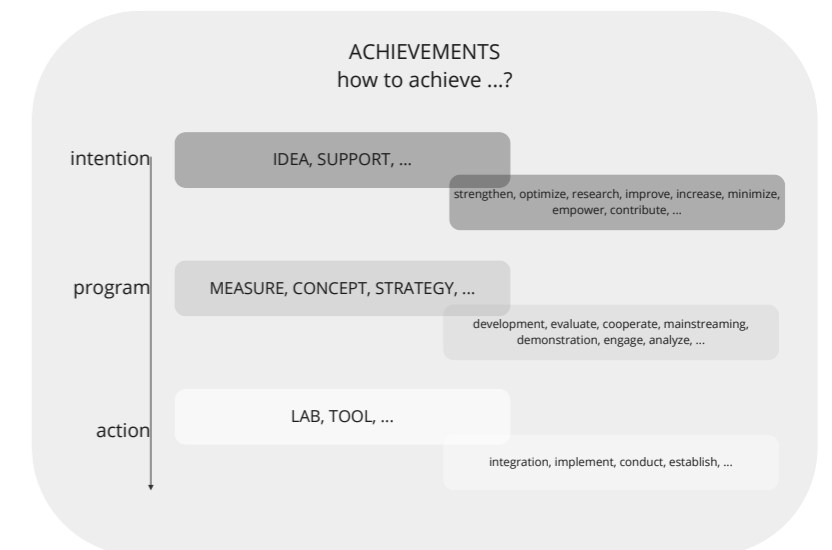 ACHIEVEMENTS
how to achieve ...?
intention
IDEA, SUPPORT, ...
strengthen, optimize, research, improve, increase, minimize,
empower, contribute, ...
program
MEASURE, CONCEPT, STRATEGY, ...
development, evaluate, cooperate, mainstreaming,
demonstration, engage, analyze, ...
action
LAB, TOOL, ...
integration, implement, conduct, establish, ...